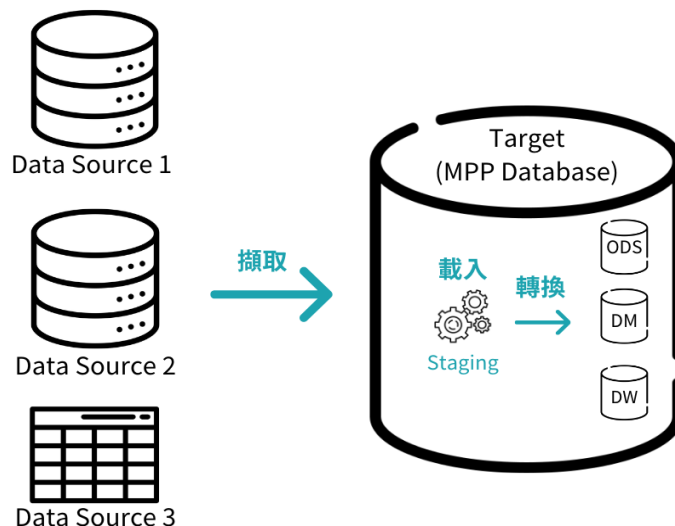 Data Source 1
Data Source 2
Data Source 3
擷取
Target
(MPP Database)
載入
Staging
轉換
ODS
DM
DW